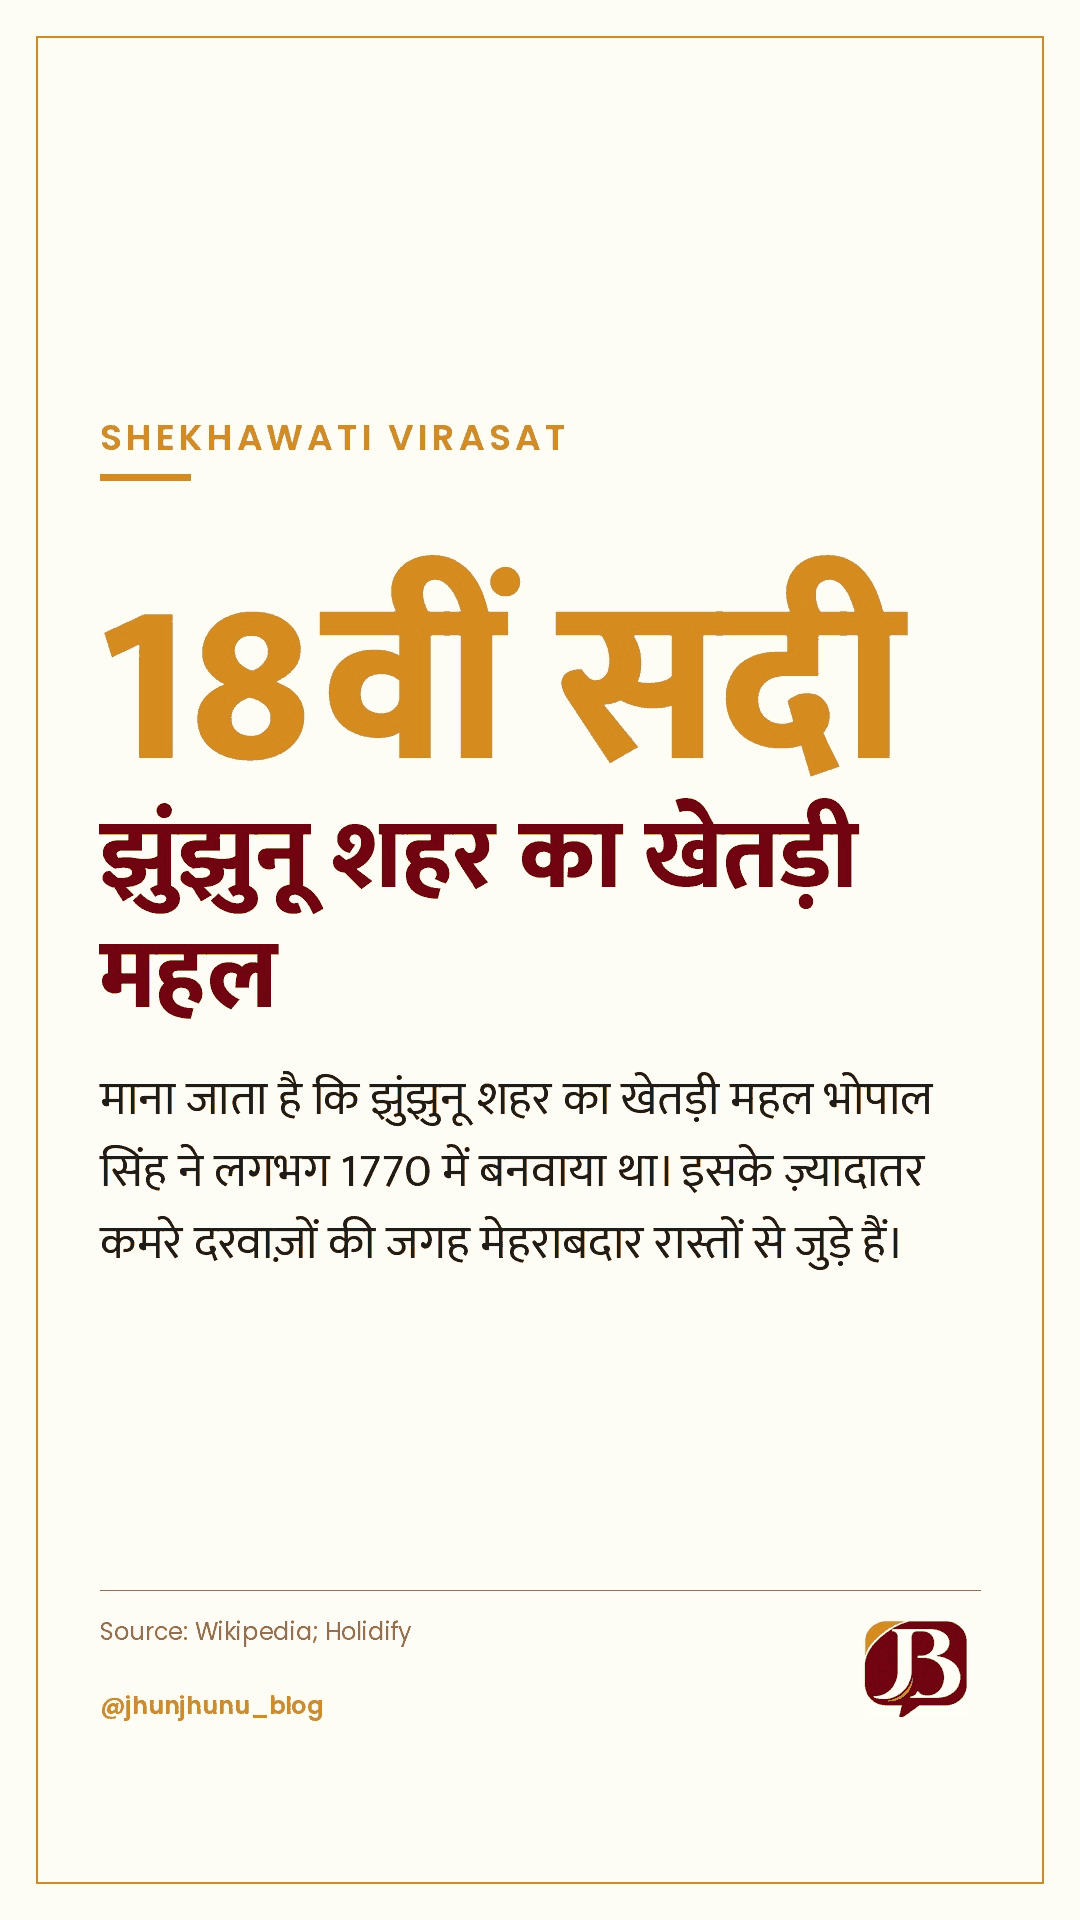 SHEKHAWATI VIRASAT
18वीं सदी
झुंझुनू शहर का खेतड़ी
महल
माना जाता है कि झुंझुनू शहर का खेतड़ी महल भोपाल
सिंह ने लगभग 1770 में बनवाया था। इसके ज़्यादातर
कमरे दरवाज़ों की जगह मेहराबदार रास्तों से जुड़े हैं।
Source: Wikipedia; Holidify
JB
@jhunjhunu_blog